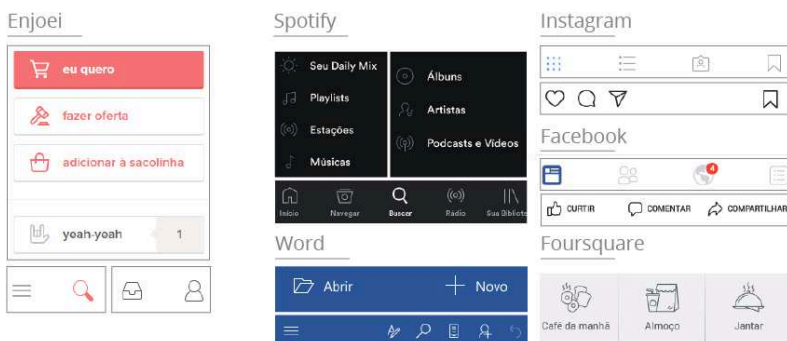 Enjoei
eu quero
fazer oferta
adicionar à sacolinha
yeah-yeah 1
Spotify
Seu Daily Mix
Playlists
Estações
Músicas
Álbuns
Artistas
Podcasts e Vídeos
Início Navegar Buscar Rádio Sua Bibliote
Word
Abrir Novo
Instagram
Facebook
4
CURTIR COMENTAR COMPARTILHAR
Foursquare
Café da manhã Almoço Jantar